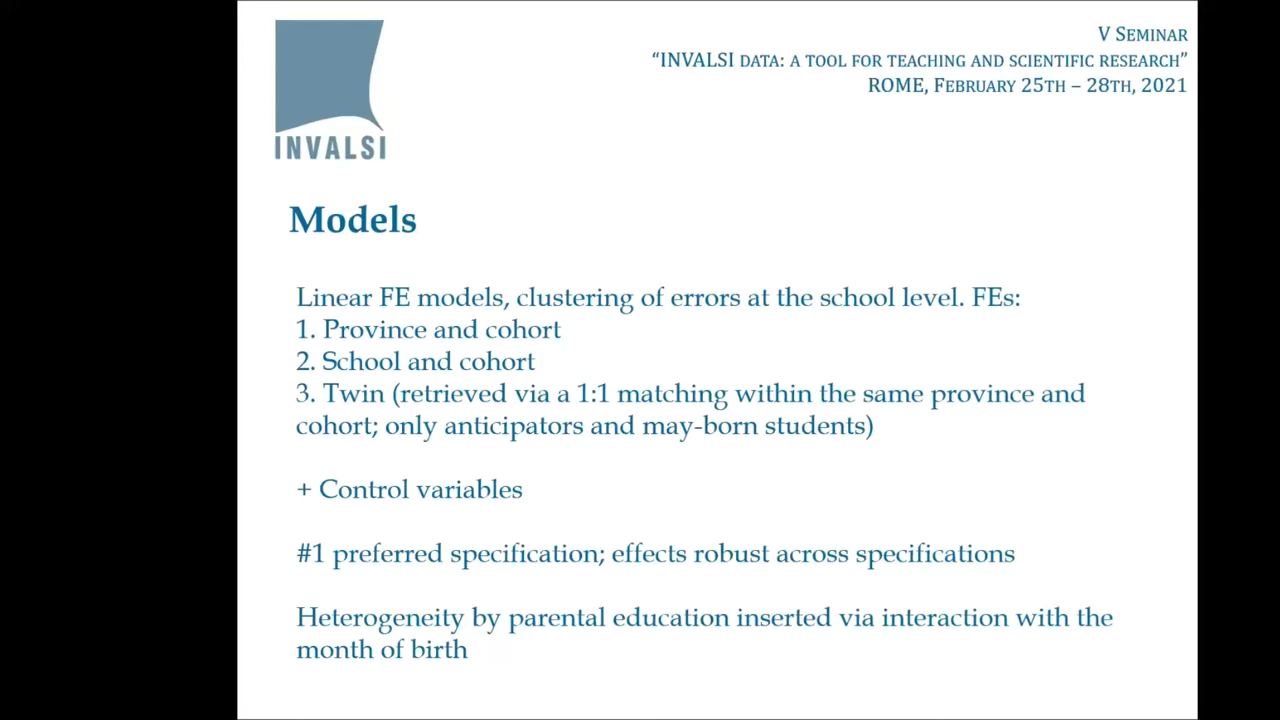 V SEMINAR
“INVALSI DATA: A TOOL FOR TEACHING AND SCIENTIFIC RESEARCH”
ROME, FEBRUARY 25TH – 28TH, 2021
INVALSI
Models
Linear FE models, clustering of errors at the school level. FEs:
1. Province and cohort
2. School and cohort
3. Twin (retrieved via a 1:1 matching within the same province and
cohort; only anticipators and may-born students)
+ Control variables
#1 preferred specification; effects robust across specifications
Heterogeneity by parental education inserted via interaction with the
month of birth